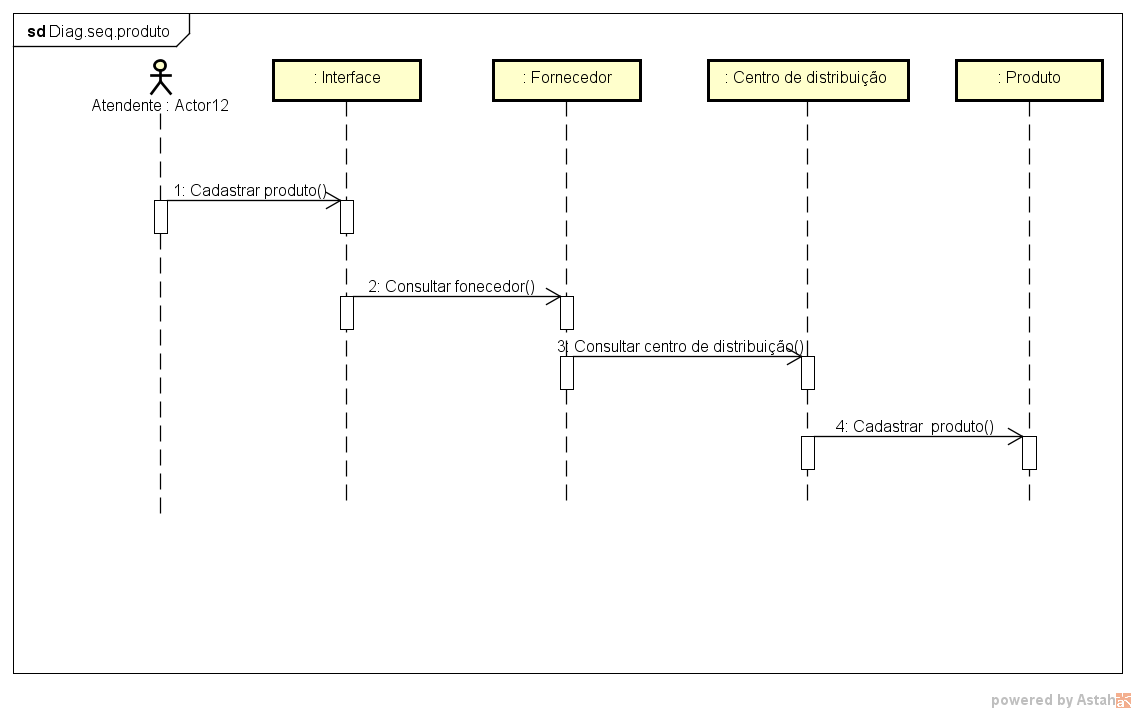 sd Diag.seq.produto
Atendente : Actor12
: Interface
: Fornecedor
: Centro de distribuição
: Produto
1: Cadastrar produto()
2: Consultar fonecedor()
3: Consultar centro de distribuição()
4: Cadastrar  produto()
powered by Astah